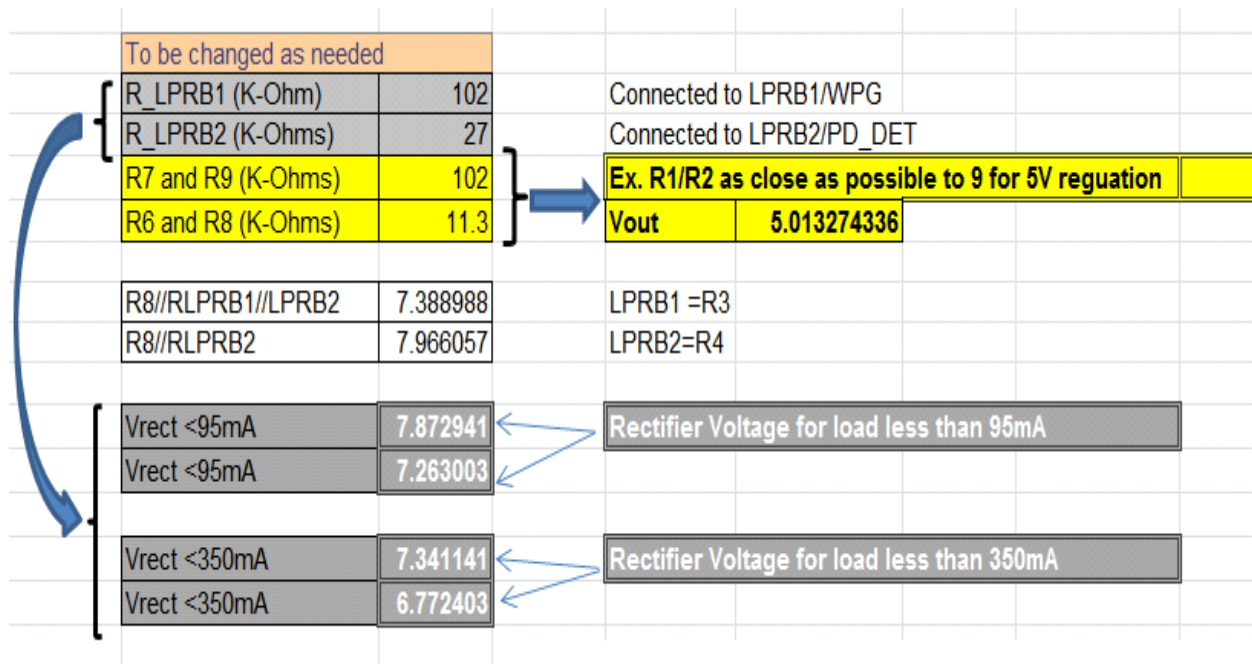 To be changed as needed
R_LPRB1 (K-Ohm) 102 Connected to LPRB1/WPG
R_LPRB2 (K-Ohms) 27 Connected to LPRB2/PD_DET
R7 and R9 (K-Ohms) 102 Ex. R1/R2 as close as possible to 9 for 5V reguation
R6 and R8 (K-Ohms) 11.3 Vout 5.013274336
R8//RLPRB1//LPRB2 7.388988 LPRB1 =R3
R8//RLPRB2 7.966057 LPRB2=R4
Vrect <95mA 7.872941 Rectifier Voltage for load less than 95mA
Vrect <95mA 7.263003
Vrect <350mA 7.341141 Rectifier Voltage for load less than 350mA
Vrect <350mA 6.772403